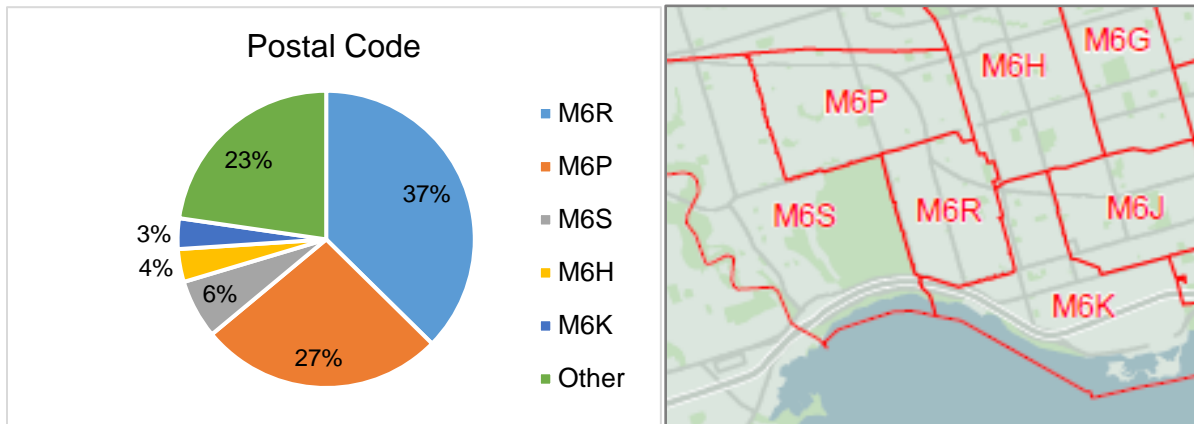 Postal Code
23%
37%
3%
4%
6%
27%
M6R
M6P
M6S
M6H
M6K
Other
M6G
M6H
M6P
M6S
M6R
M6J
M6K